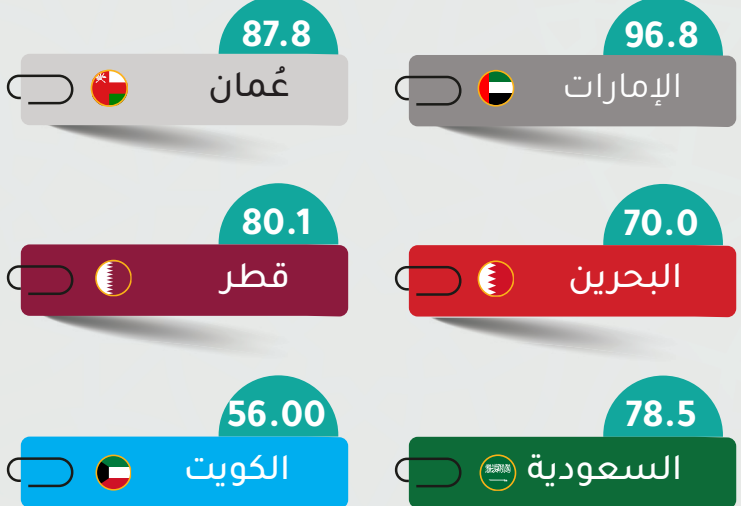 96.8
الإمارات
87.8
عُمان
70.0
البحرين
80.1
قطر
78.5
السعودية
56.00
الكويت